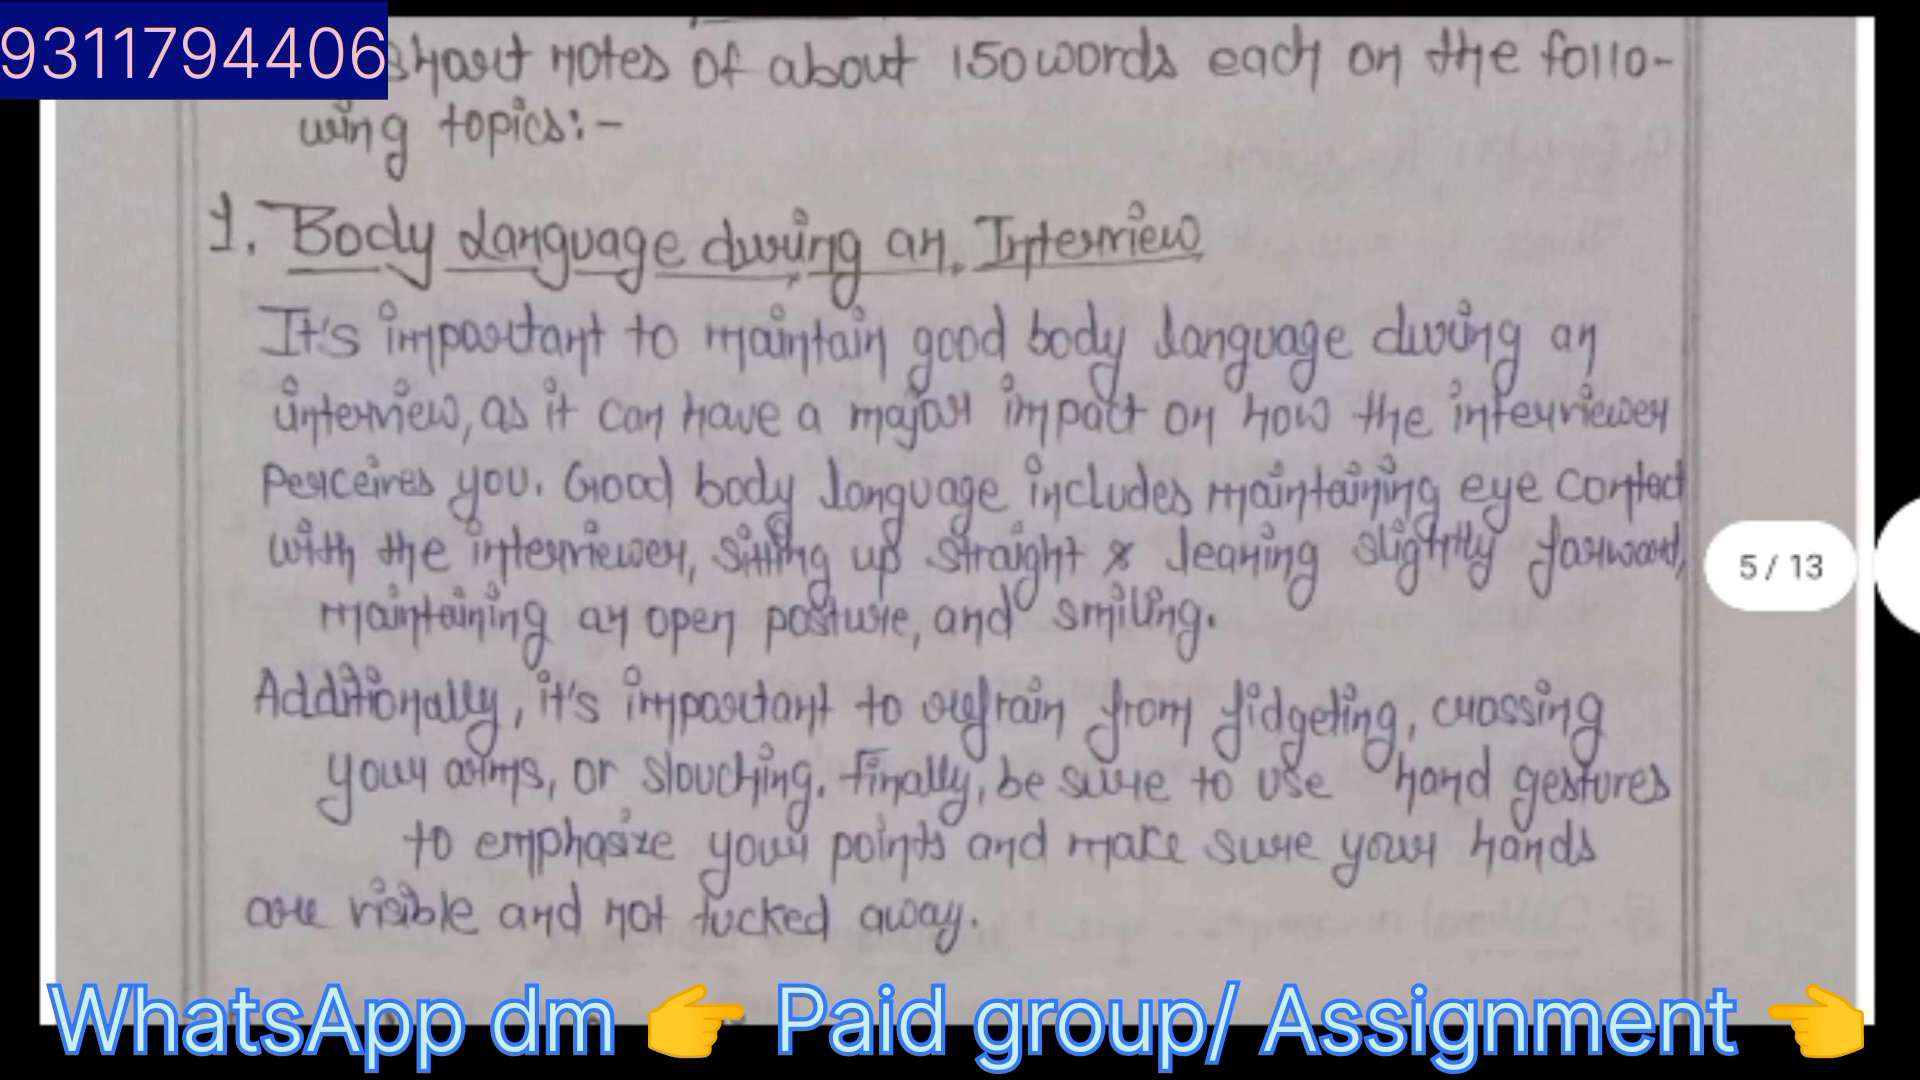 9311794406
short notes of about 150 words each on the follo-
wing topics:-
1. Body Language during an Interview
It's important to maintain good body language during an
interview, as it can have a major impact on how the interviewer
perceives you. Good body language includes maintaining eye contect
with the interviewer, sitting up straight & leaning slightly forward,
maintaining an open posture, and smiling.
Additionally, it's important to refrain from fidgeting, crossing
your arms, or slouching. Finally, be sure to use hand gestures
to emphasize your points and make sure your hands
are visible and not tucked away.
5 / 13
WhatsApp dm 👉 Paid group/ Assignment 👈